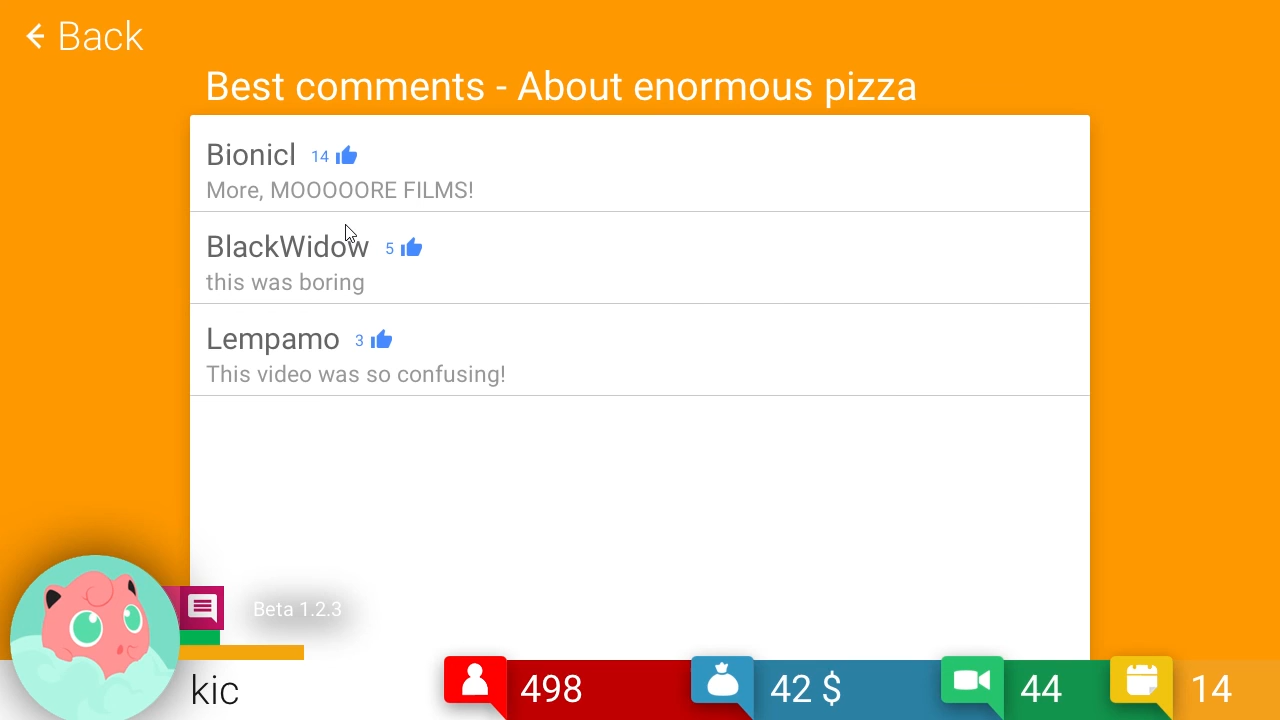 Back
Best comments - About enormous pizza
Bionicl 14
More, MOOOOORE FILMS!
BlackWidow 5
this was boring
Lempamo 3
This video was so confusing!
Beta 1.2.3
kic
498
42 $
44
14